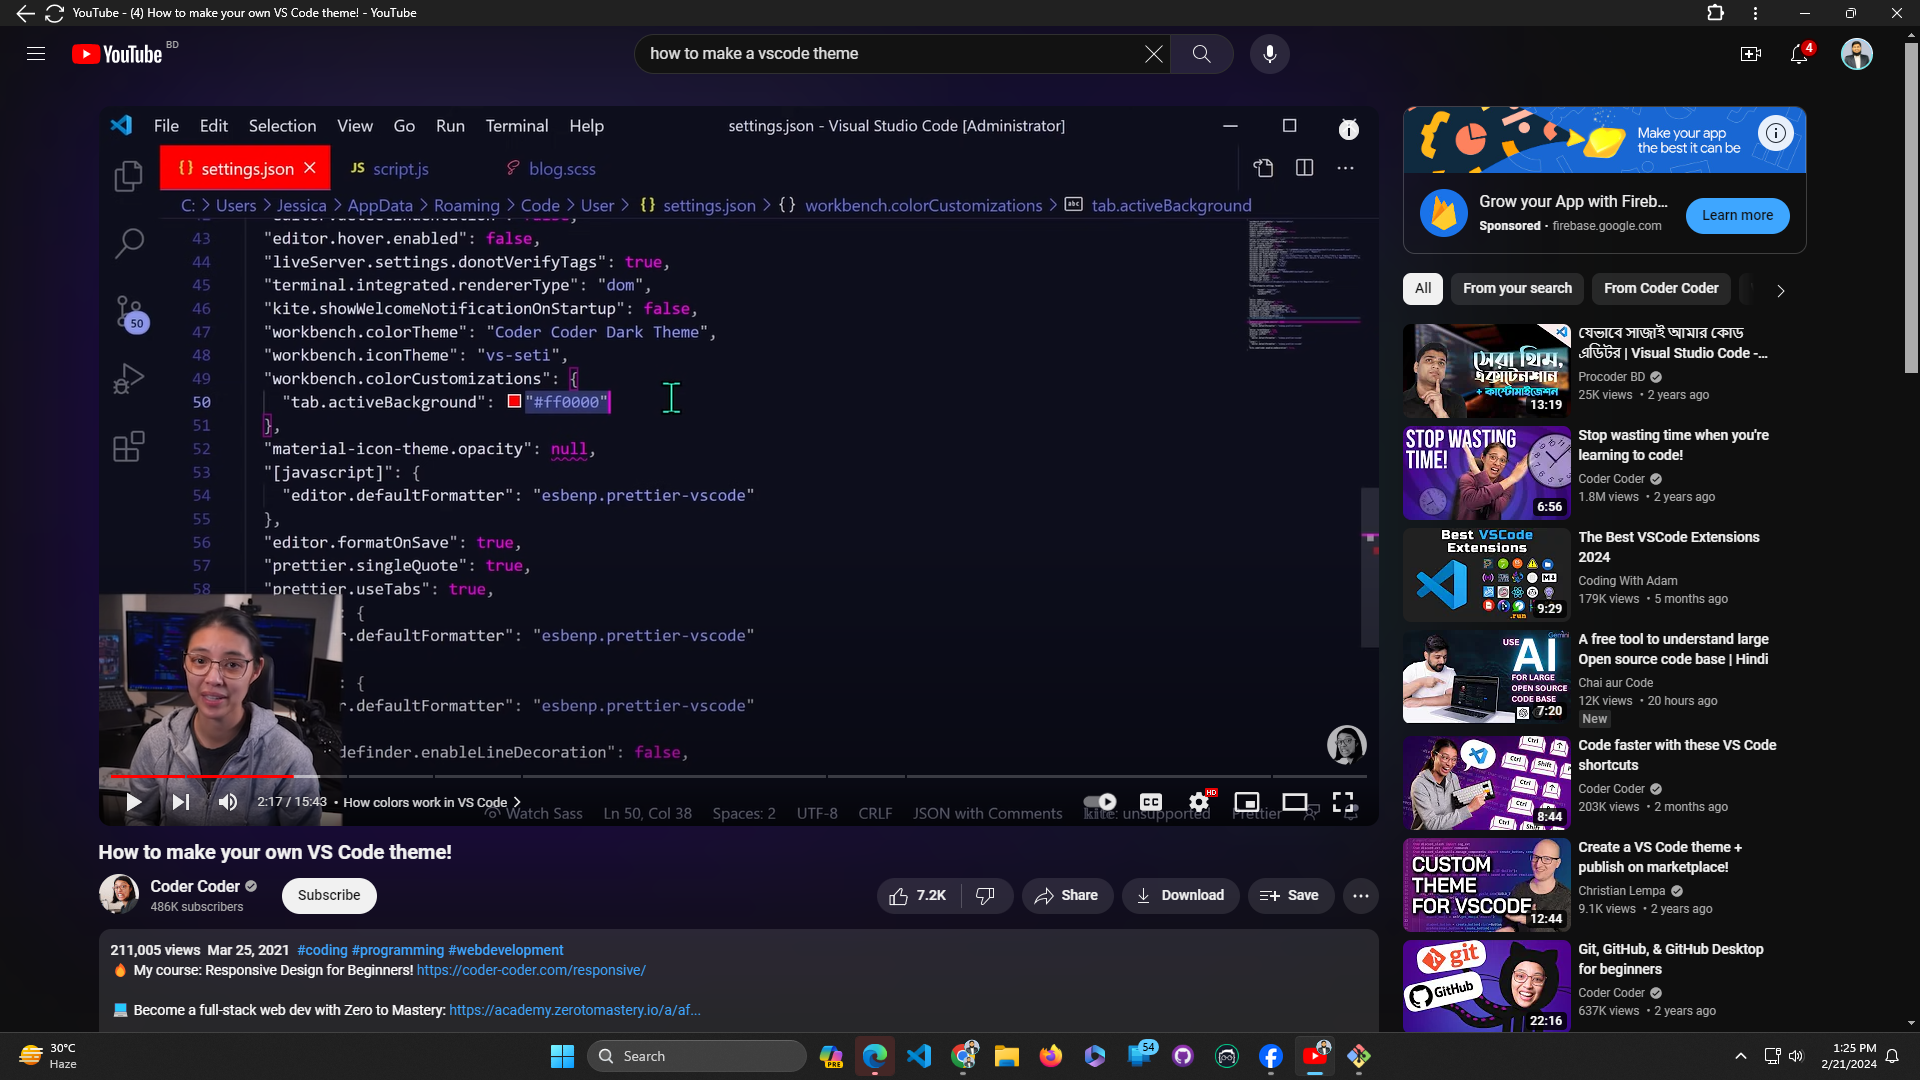 YouTube - (4) How to make your own VS Code theme! - YouTube
YouTube BD
how to make a vscode theme
4
File Edit Selection View Go Run Terminal Help
settings.json - Visual Studio Code [Administrator]
{} settings.json
JS script.js
blog.scss
C: > Users > Jessica > AppData > Roaming > Code > User > {} settings.json > {} workbench.colorCustomizations > abc tab.activeBackground
43 "editor.hover.enabled": false,
44 "liveServer.settings.donotVerifyTags": true,
45 "terminal.integrated.rendererType": "dom",
46 "kite.showWelcomeNotificationOnStartup": false,
47 "workbench.colorTheme": "Coder Coder Dark Theme",
48 "workbench.iconTheme": "vs-seti",
49 "workbench.colorCustomizations": {
50 "tab.activeBackground": "#ff0000"
51 },
52 "material-icon-theme.opacity": null,
53 "[javascript]": {
54 "editor.defaultFormatter": "esbenp.prettier-vscode"
55 },
56 "editor.formatOnSave": true,
57 "prettier.singleQuote": true,
58 "prettier.useTabs": true,
: {
r.defaultFormatter": "esbenp.prettier-vscode"
: {
r.defaultFormatter": "esbenp.prettier-vscode"
definder.enableLineDecoration": false,
50
2:17 / 15:43 • How colors work in VS Code >
CC
HD
Watch Sass Ln 50, Col 38 Spaces: 2 UTF-8 CRLF JSON with Comments kite: unsupported Prettier
How to make your own VS Code theme!
Coder Coder
486K subscribers
Subscribe
7.2K
Share
Download
Save
211,005 views Mar 25, 2021 #coding #programming #webdevelopment
🔥 My course: Responsive Design for Beginners! https://coder-coder.com/responsive/
💻 Become a full-stack web dev with Zero to Mastery: https://academy.zerotomastery.io/a/af...
Make your app
the best it can be
Grow your App with Fireb...
Sponsored · firebase.google.com
Learn more
All
From your search
From Coder Coder
সেরা থিম,
এক্সটেনশান
+ কাস্টোমাইজেশন
13:19
যেভাবে সাজাই আমার কোড
এডিটর | Visual Studio Code -...
Procoder BD
25K views • 2 years ago
STOP WASTING
TIME!
6:56
Stop wasting time when you're
learning to code!
Coder Coder
1.8M views • 2 years ago
Best VSCode
Extensions
9:29
The Best VSCode Extensions
2024
Coding With Adam
179K views • 5 months ago
Gemini
USE
AI
FOR LARGE
OPEN SOURCE
CODE BASE
7:20
A free tool to understand large
Open source code base | Hindi
Chai aur Code
12K views • 20 hours ago
New
Ctrl
Shift
8:44
Code faster with these VS Code
shortcuts
Coder Coder
203K views • 2 months ago
CUSTOM
THEME
FOR VSCODE
12:44
Create a VS Code theme +
publish on marketplace!
Christian Lempa
9.1K views • 2 years ago
git
GitHub
22:16
Git, GitHub, & GitHub Desktop
for beginners
Coder Coder
637K views • 2 years ago
30°C
Haze
Search
PRE
54
1:25 PM
2/21/2024